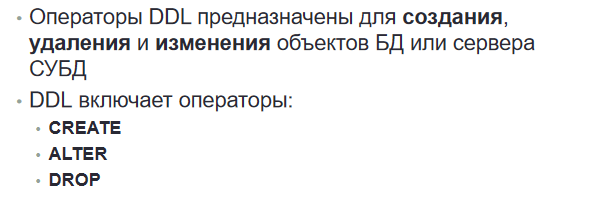 Операторы DDL предназначены для создания,
удаления и изменения объектов БД или сервера
СУБД
DDL включает операторы:
CREATE
ALTER
DROP